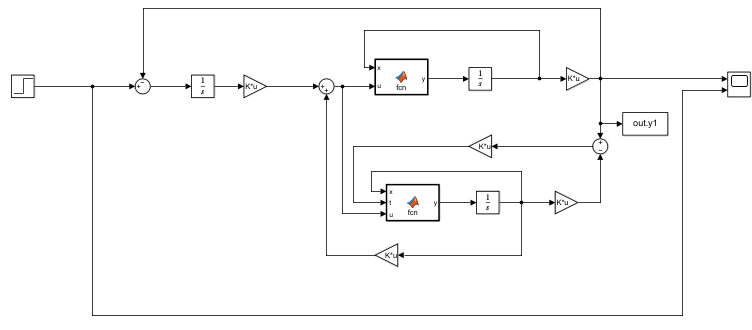 x
u
fcn
y
1
s
K*u
1
s
K*u
+
−
+
+
K*u
out.y1
+
−
K*u
x
t
u
fcn
y
1
s
K*u
K*u